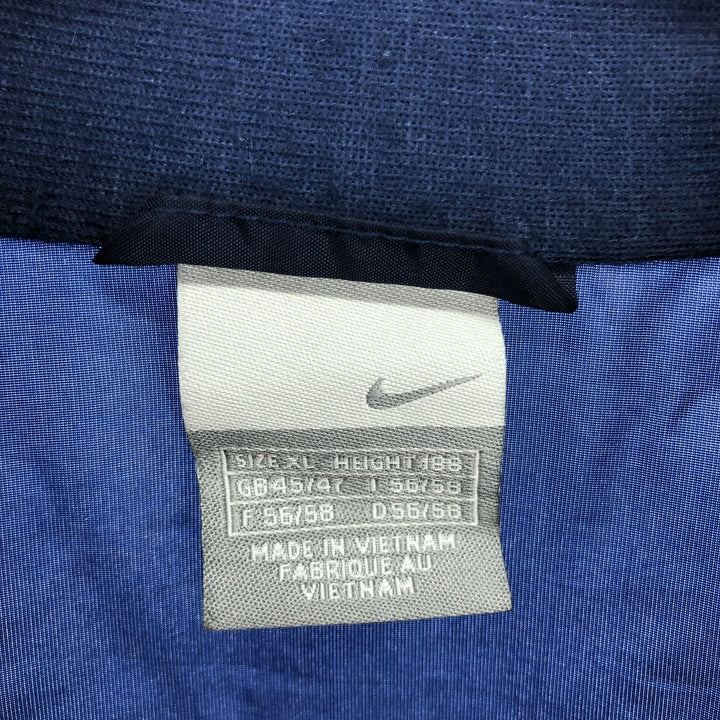 SIZE XL HEIGHT 188
GB 45/47 I 56/58
F 56/58 D 56/58
MADE IN VIETNAM
FABRIQUE AU
VIETNAM